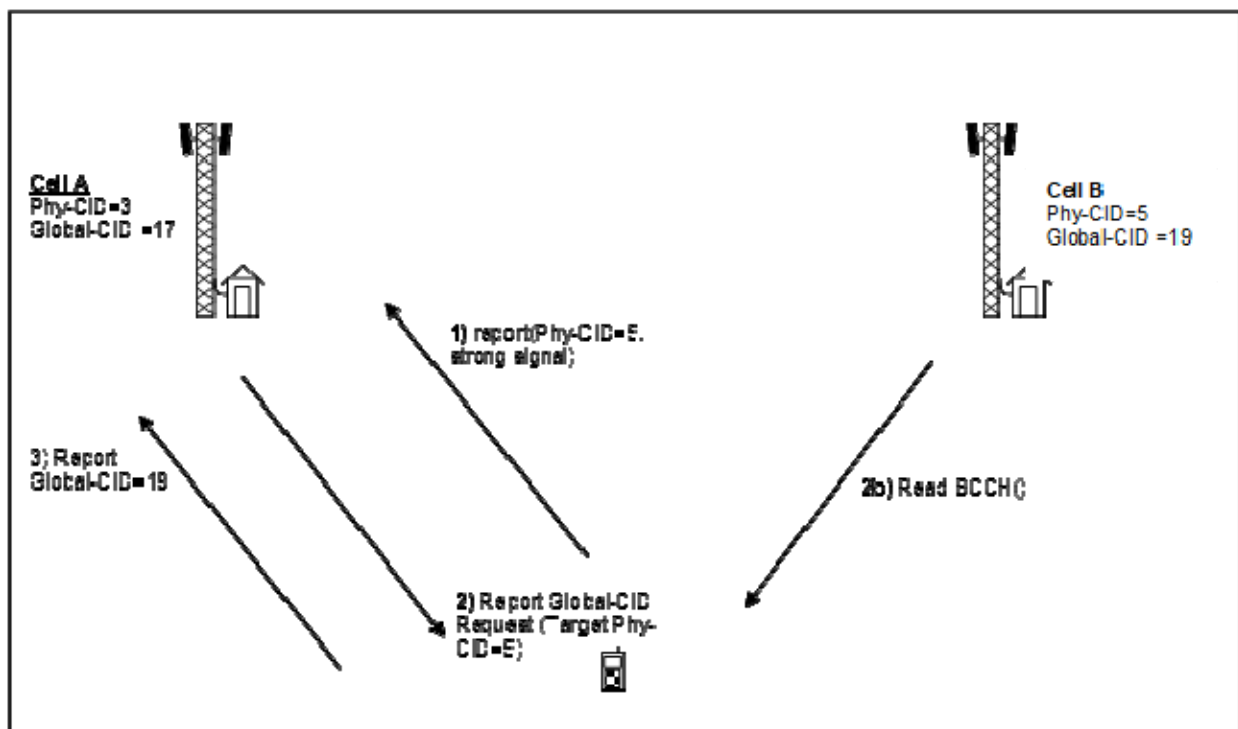 Cell A
Phy-CID=3
Global-CID =17
Cell B
Phy-CID=5
Global-CID =19
1) report(Phy-CID=5,
strong signal)
3) Report
Global-CID=19
2b) Read BCCH()
2) Report Global-CID
Request (Target Phy-
CID=5)